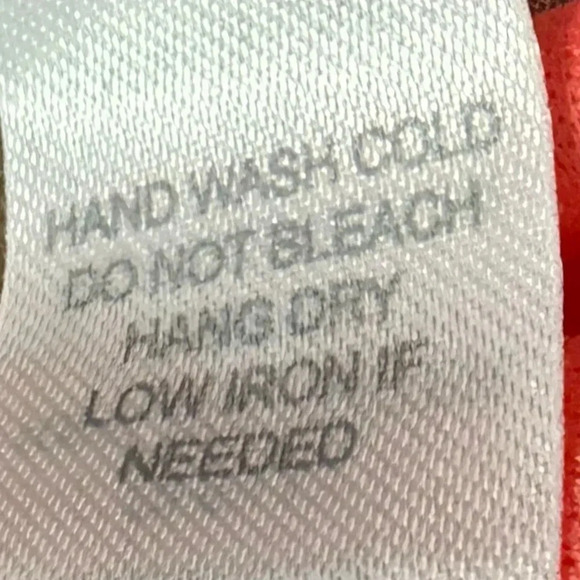 HAND WASH COLD
DO NOT BLEACH
HANG DRY
LOW IRON IF
NEEDED